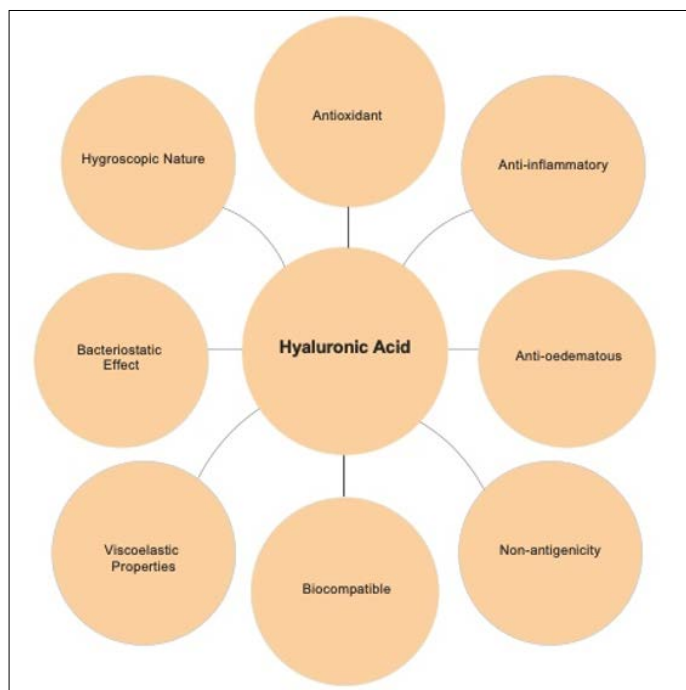 Antioxidant
Hygroscopic Nature
Anti-inflammatory
Hyaluronic Acid
Bacteriostatic
Effect
Anti-oedematous
Viscoelastic
Properties
Non-antigenicity
Biocompatible